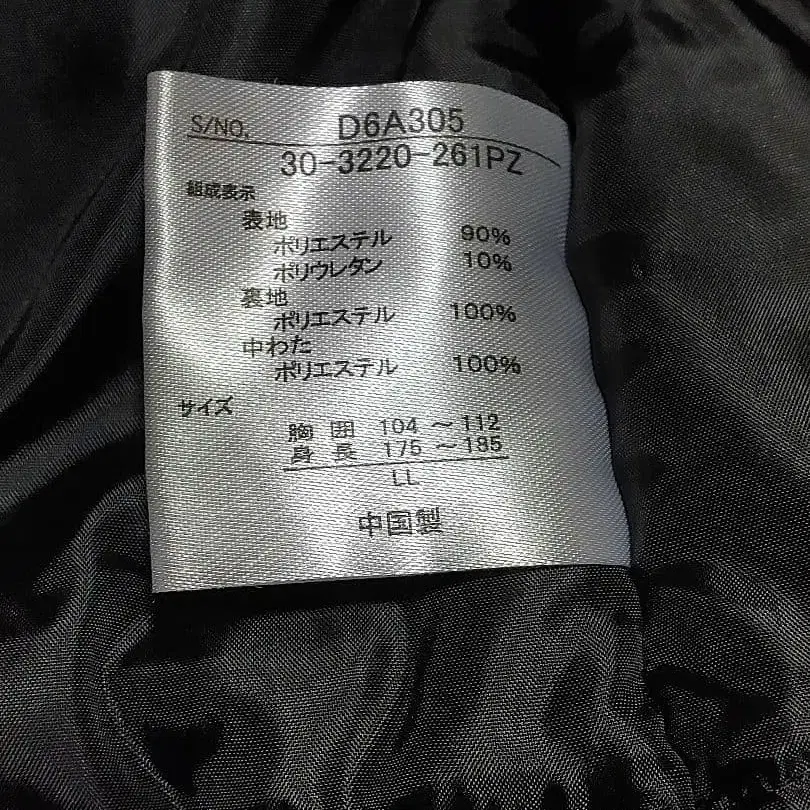 S/NO. D6A305
30-3220-261PZ
組成表示
表地
ポリエステル 90%
ポリウレタン 10%
裏地
ポリエステル 100%
中わた
ポリエステル 100%
サイズ
胸囲 104 ～ 112
身長 175 ～ 185
LL
中国製